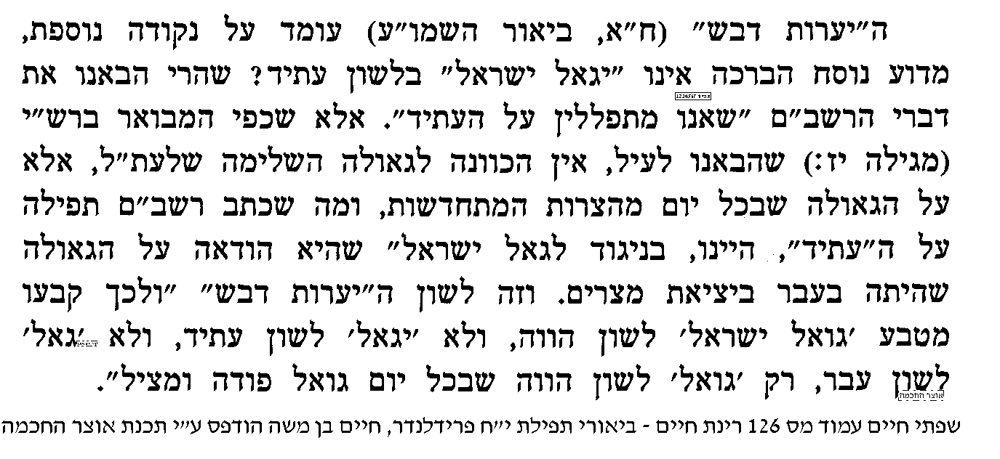 ה״יערות דבש״ (ח״א, ביאור השמו״ע) עומד על נקודה נוספת,
מדוע נוסח הברכה אינו ״יגאל ישראל״ בלשון עתיד? שהרי הבאנו את
דברי הרשב״ם ״שאנו מתפללין על העתיד״. אלא שכפי המבואר ברש״י
(מגילה יז:) שהבאנו לעיל, אין הכוונה לגאולה השלימה שלעת״ל, אלא
על הגאולה שבכל יום מהצרות המתחדשות, ומה שכתב רשב״ם תפילה
על ה״עתיד״, היינו, בניגוד לגאל ישראל״ שהיא הודאה על הגאולה
שהיתה בעבר ביציאת מצרים. וזה לשון ה״יערות דבש״ ״ולכך קבעו
מטבע ׳גואל ישראל׳ לשון הווה, ולא ׳יגאל׳ לשון עתיד, ולא ׳גאל׳
לשון עבר, רק ׳גואל׳ לשון הווה שבכל יום גואל פודה ומציל״.
אוצר החכמה
שפתי חיים עמוד מס 126 רינת חיים - ביאורי תפילת י״ח פרידלנדר, חיים בן משה הודפס ע״י תכנת אוצר החכמה